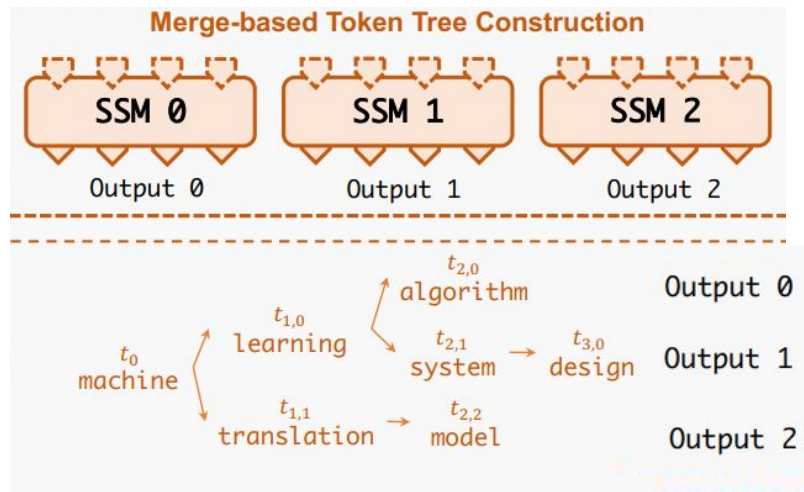 Merge-based Token Tree Construction
SSM 0 SSM 1 SSM 2
Output 0 Output 1 Output 2
t2,0
algorithm Output 0
t1,0
learning
t2,1 t3,0
system design Output 1
t0
machine
t1,1 t2,2
translation model Output 2